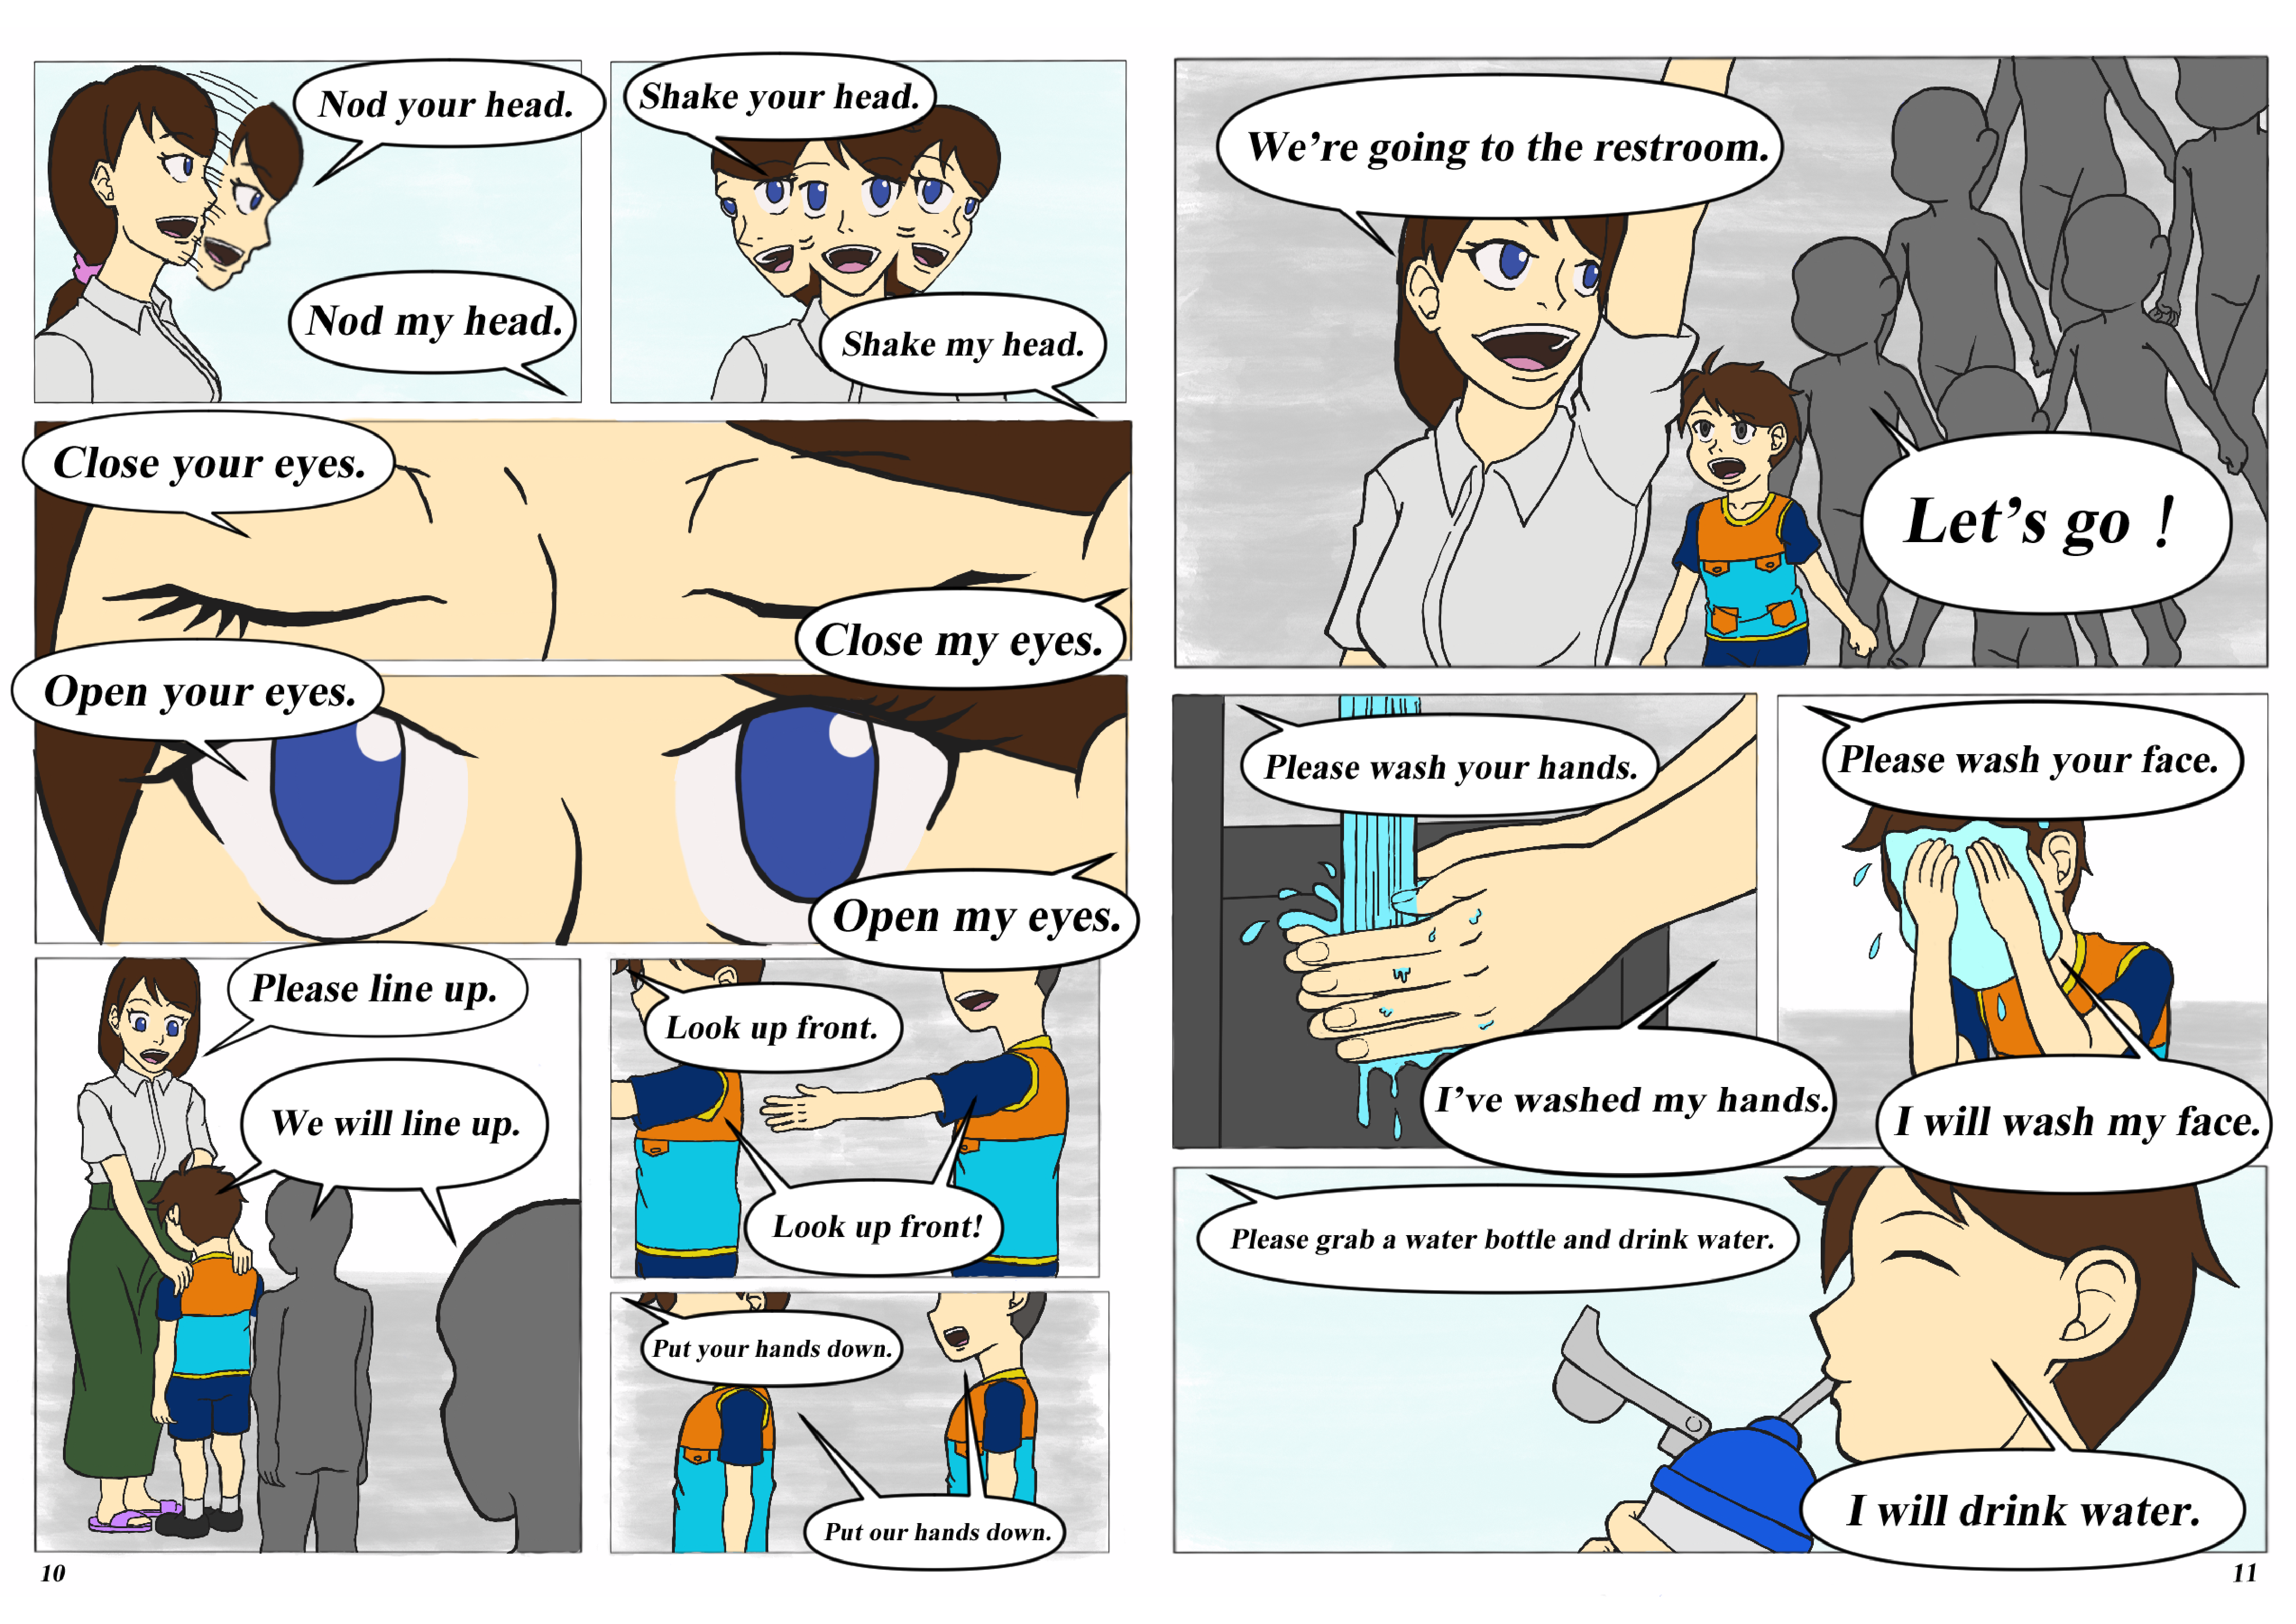 Nod your head.
Nod my head.
Shake your head.
Shake my head.
Close your eyes.
Close my eyes.
Open your eyes.
Open my eyes.
Please line up.
We will line up.
Look up front.
Look up front!
Put your hands down.
Put our hands down.
10
We're going to the restroom.
Let's go !
Please wash your hands.
I've washed my hands.
Please wash your face.
I will wash my face.
Please grab a water bottle and drink water.
I will drink water.
11